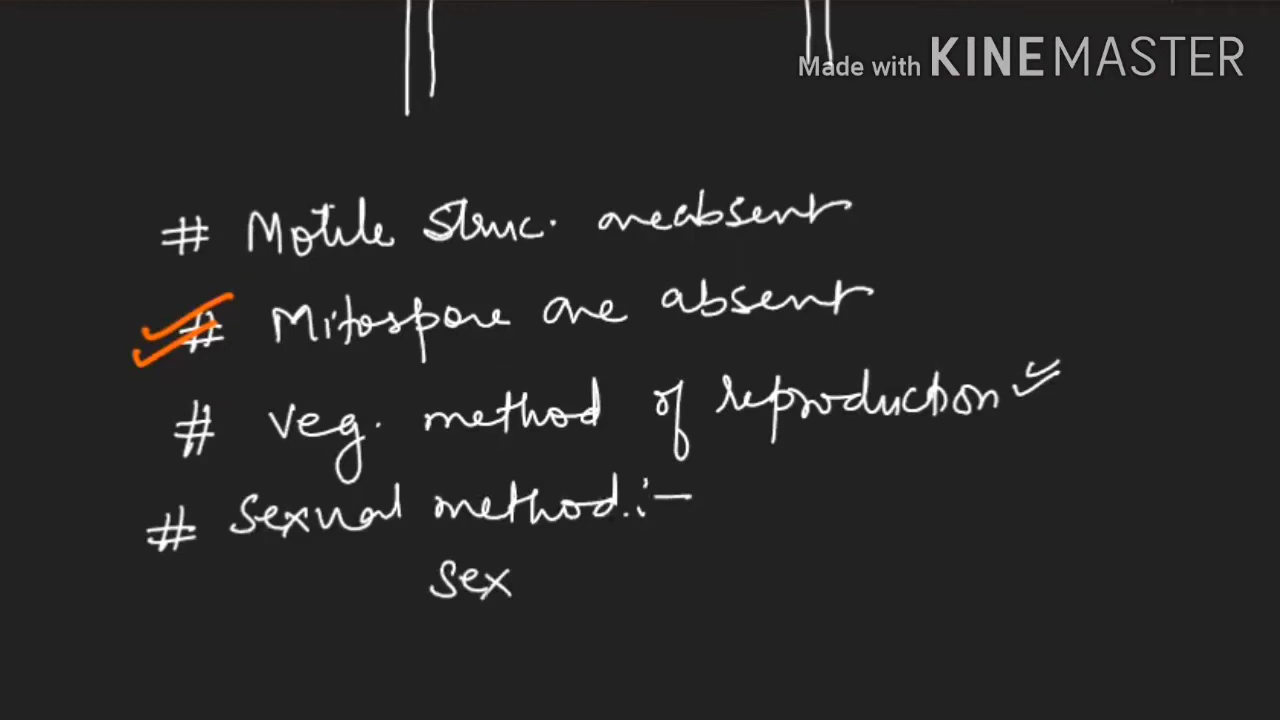 Made with KINEMASTER
# Motile struc. are absent
# Mitospore are absent
# veg. method of reproduction
# Sexual method :-
Sex